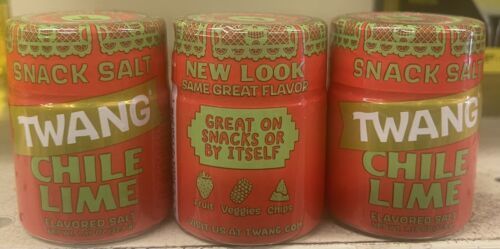 SNACK SALT
TWANG
CHILE
LIME
FLAVORED SALT
NEW LOOK
SAME GREAT FLAVOR
GREAT ON
SNACKS OR
BY ITSELF
Fruit Veggies Chips
VISIT US AT TWANG.COM
SNACK SALT
TWANG
CHILE
LIME
FLAVORED SALT